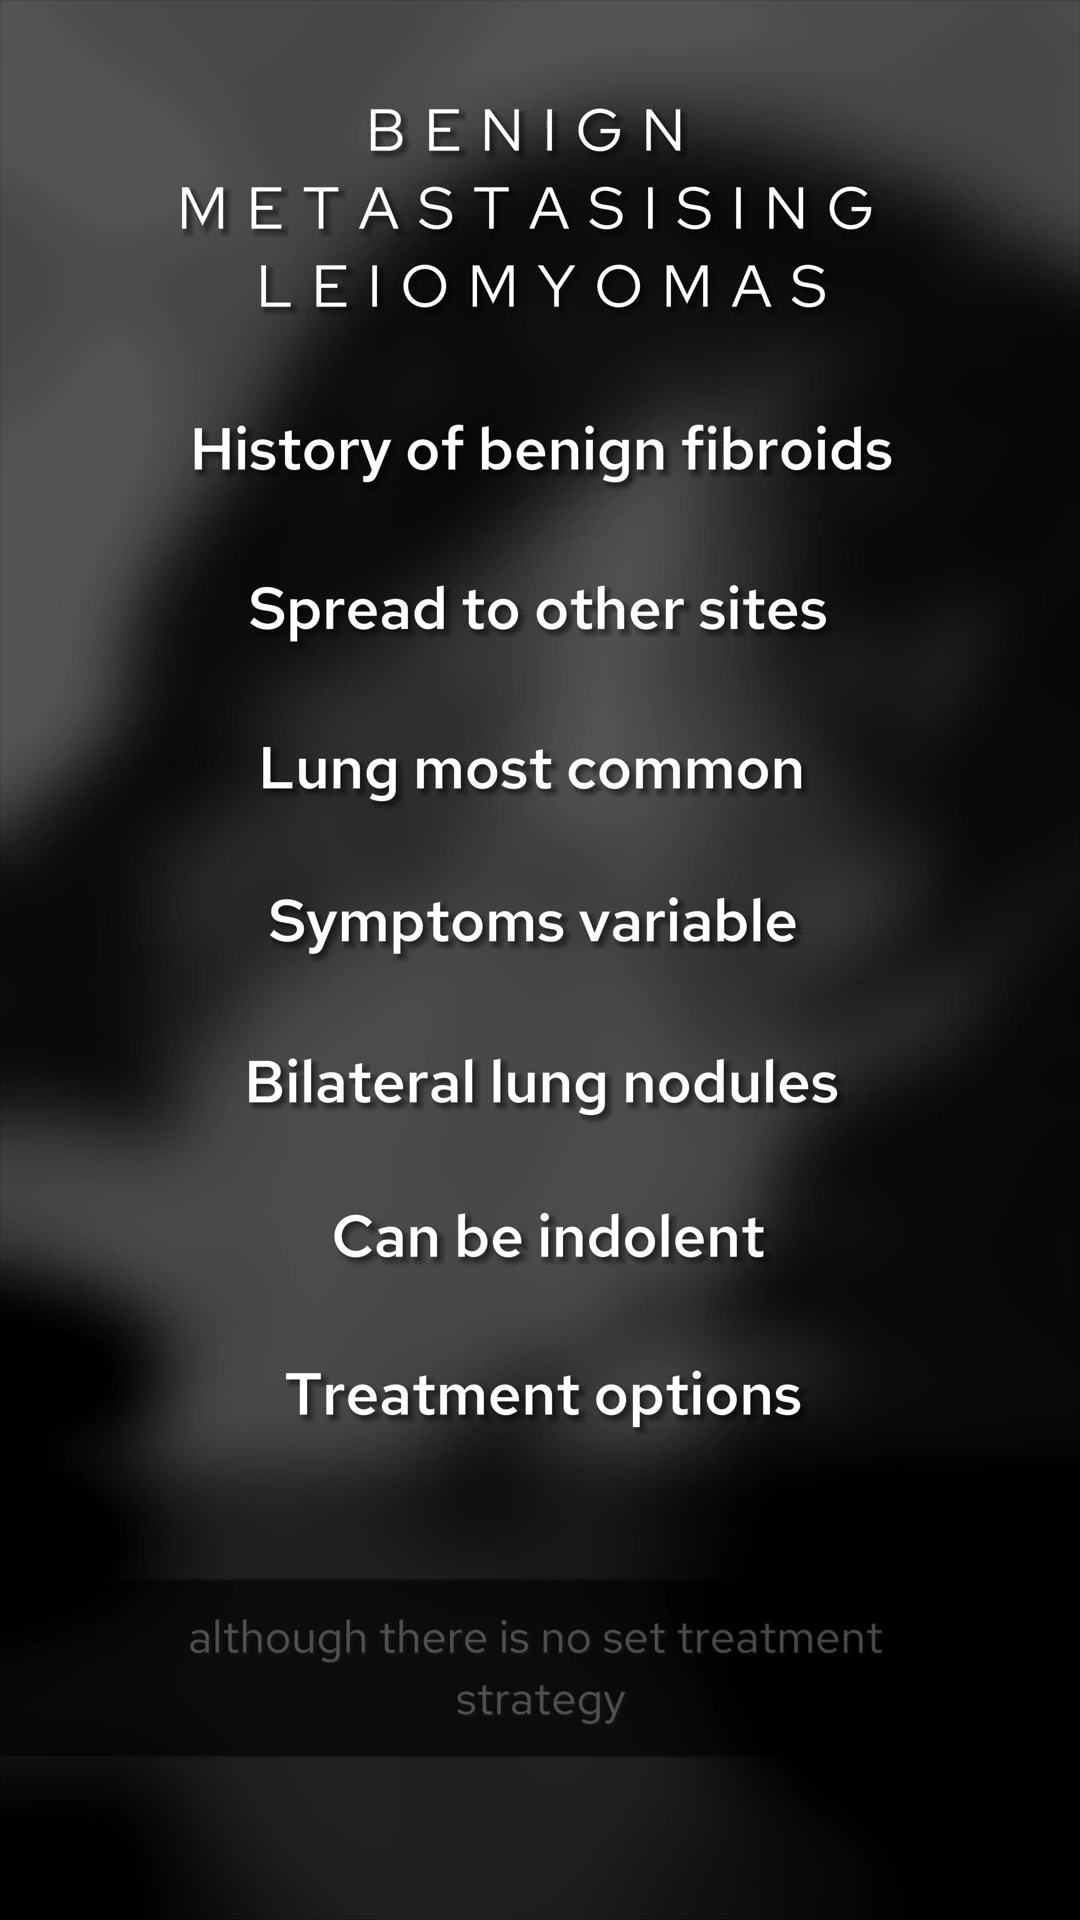 BENIGN
METASTASISING
LEIOMYOMAS
History of benign fibroids
Spread to other sites
Lung most common
Symptoms variable
Bilateral lung nodules
Can be indolent
Treatment options
although there is no set treatment
strategy